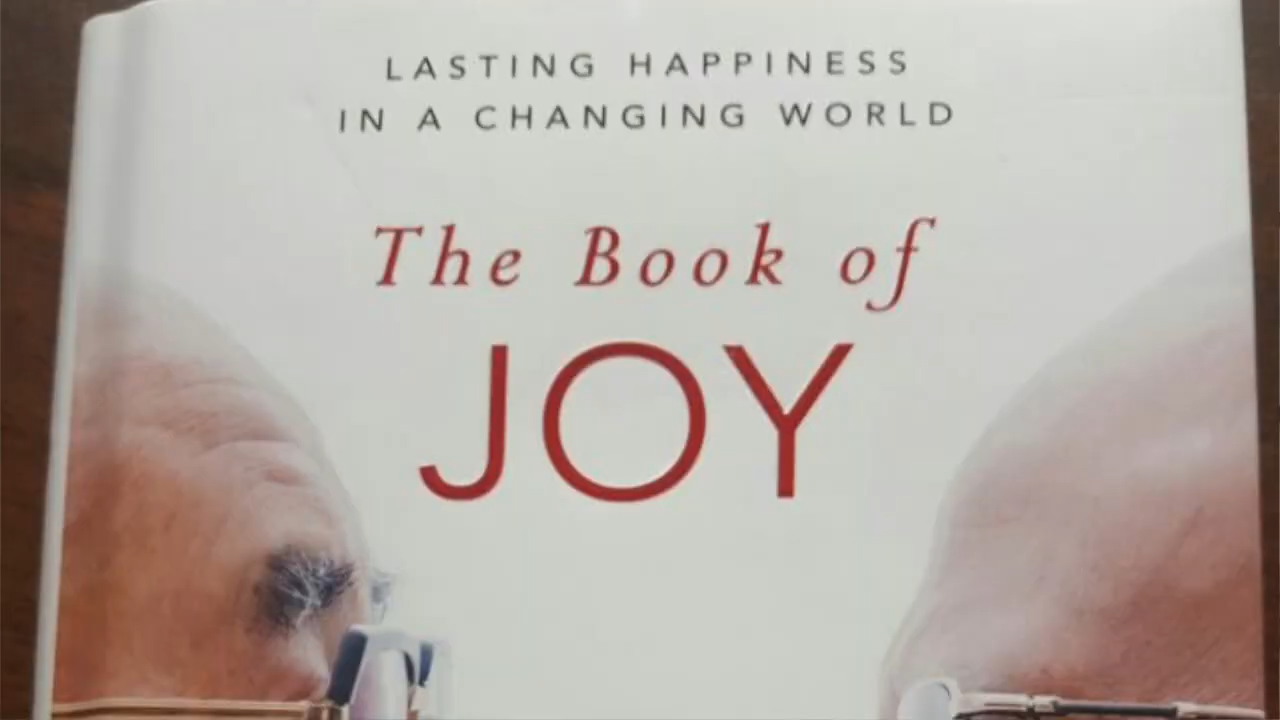 LASTING HAPPINESS
IN A CHANGING WORLD
The Book of
JOY